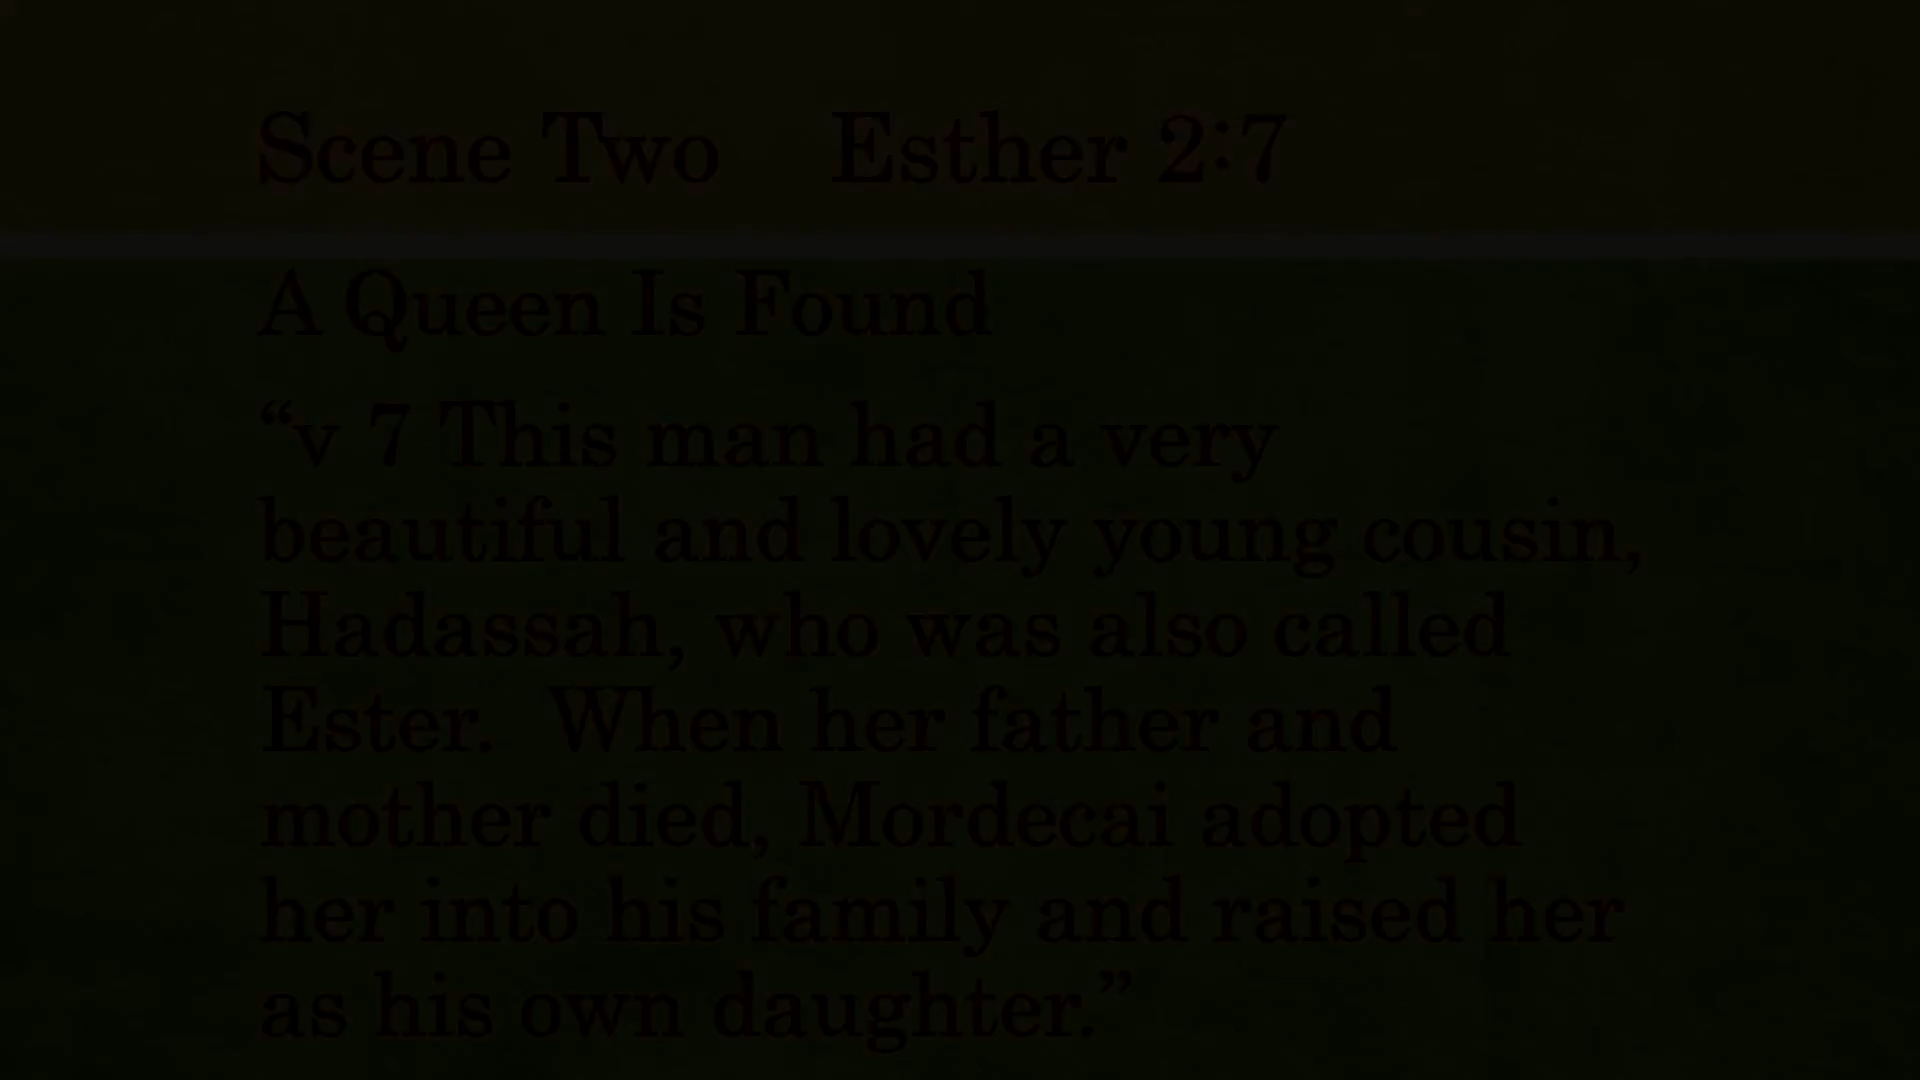 Scene Two Esther 2:7
A Queen Is Found
“v 7 This man had a very
beautiful and lovely young cousin,
Hadassah, who was also called
Ester. When her father and
mother died, Mordecai adopted
her into his family and raised her
as his own daughter.”